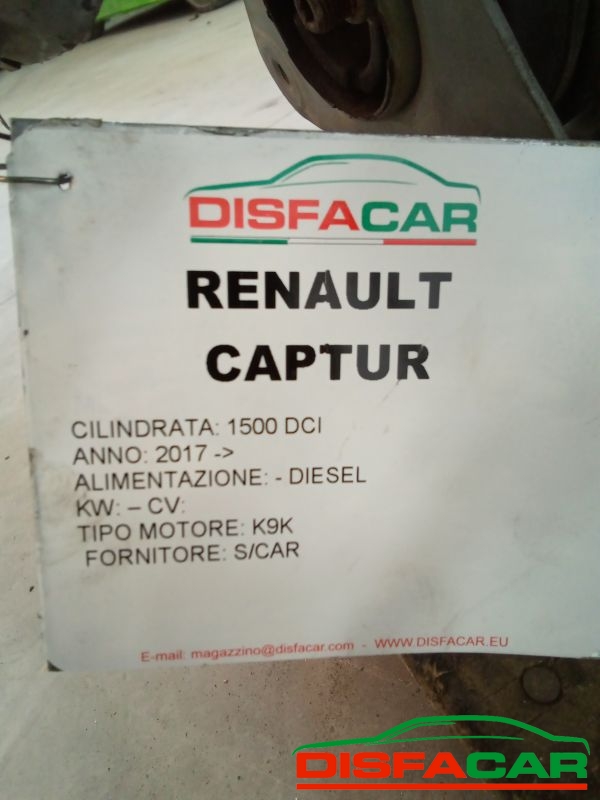 DISFACAR
RENAULT
CAPTUR
CILINDRATA: 1500 DCI
ANNO: 2017 ->
ALIMENTAZIONE: - DIESEL
KW: – CV:
TIPO MOTORE: K9K
FORNITORE: S/CAR
E-mail: magazzino@disfacar.com - WWW.DISFACAR.EU
DISFACAR